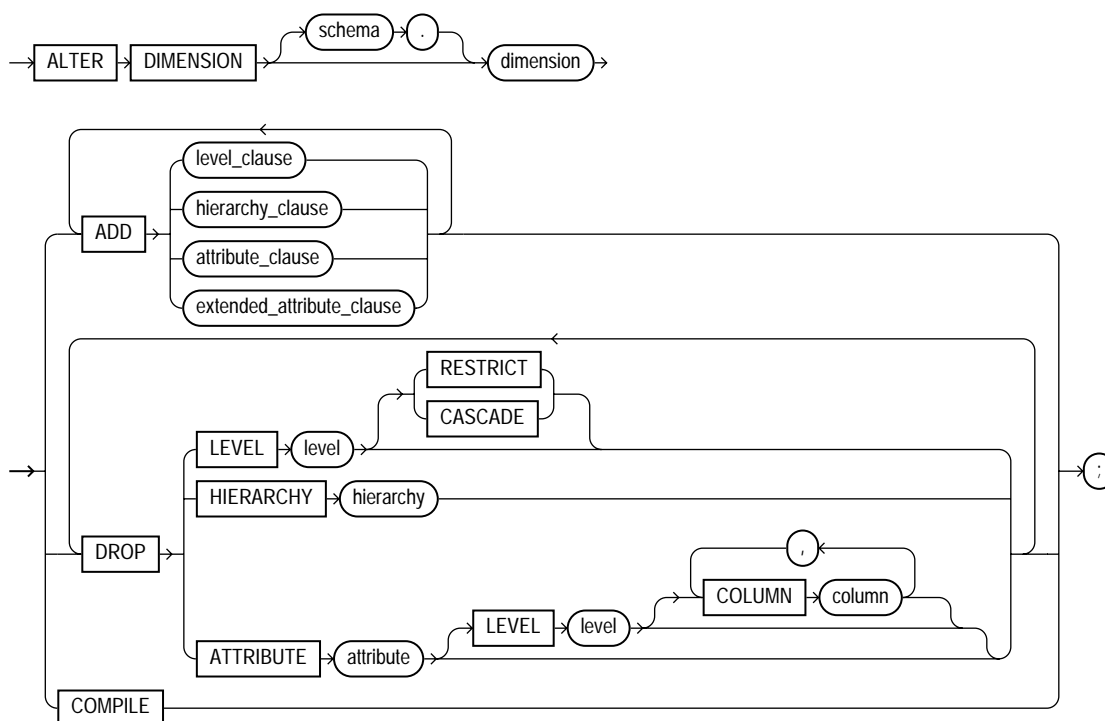 schema .
ALTER DIMENSION dimension
level_clause
hierarchy_clause
ADD
attribute_clause
extended_attribute_clause
RESTRICT
CASCADE
LEVEL level
HIERARCHY hierarchy
;
DROP
,
COLUMN column
LEVEL level
ATTRIBUTE attribute
COMPILE